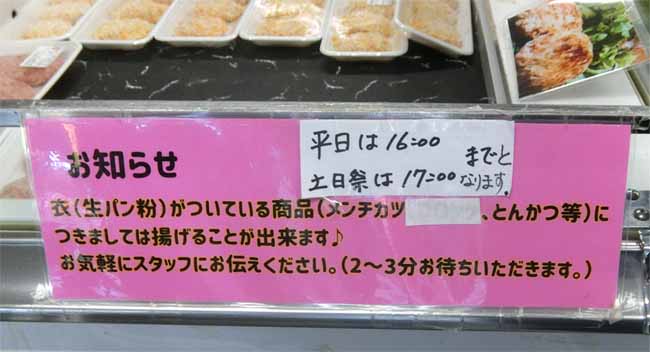 お知らせ
平日は16:00
土日祭は17:00
までと
なります。
衣(生パン粉)がついている商品(メンチカツ、とんかつ等)に
つきましては揚げることが出来ます♪
お気軽にスタッフにお伝えください。(2～3分お待ちいただきます。)